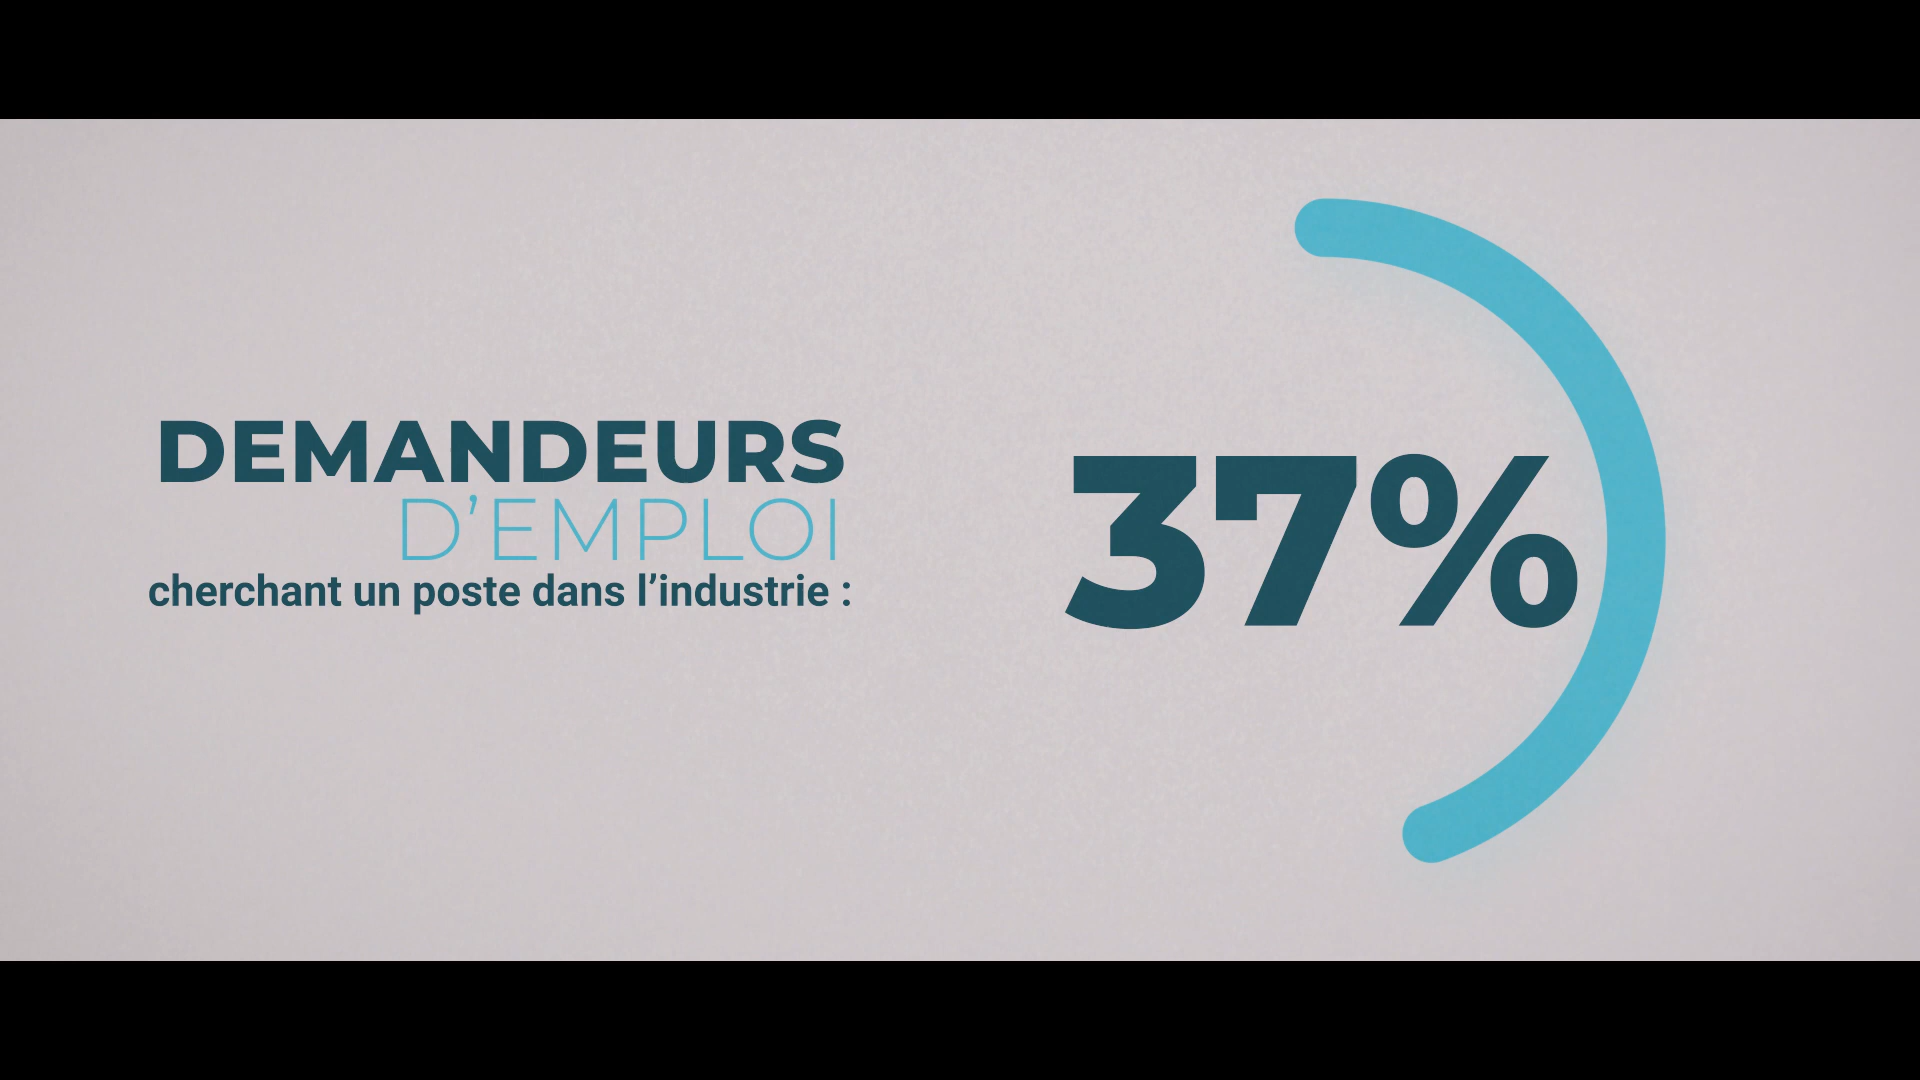 DEMANDEURS
D’EMPLOI
cherchant un poste dans l’industrie :
37%